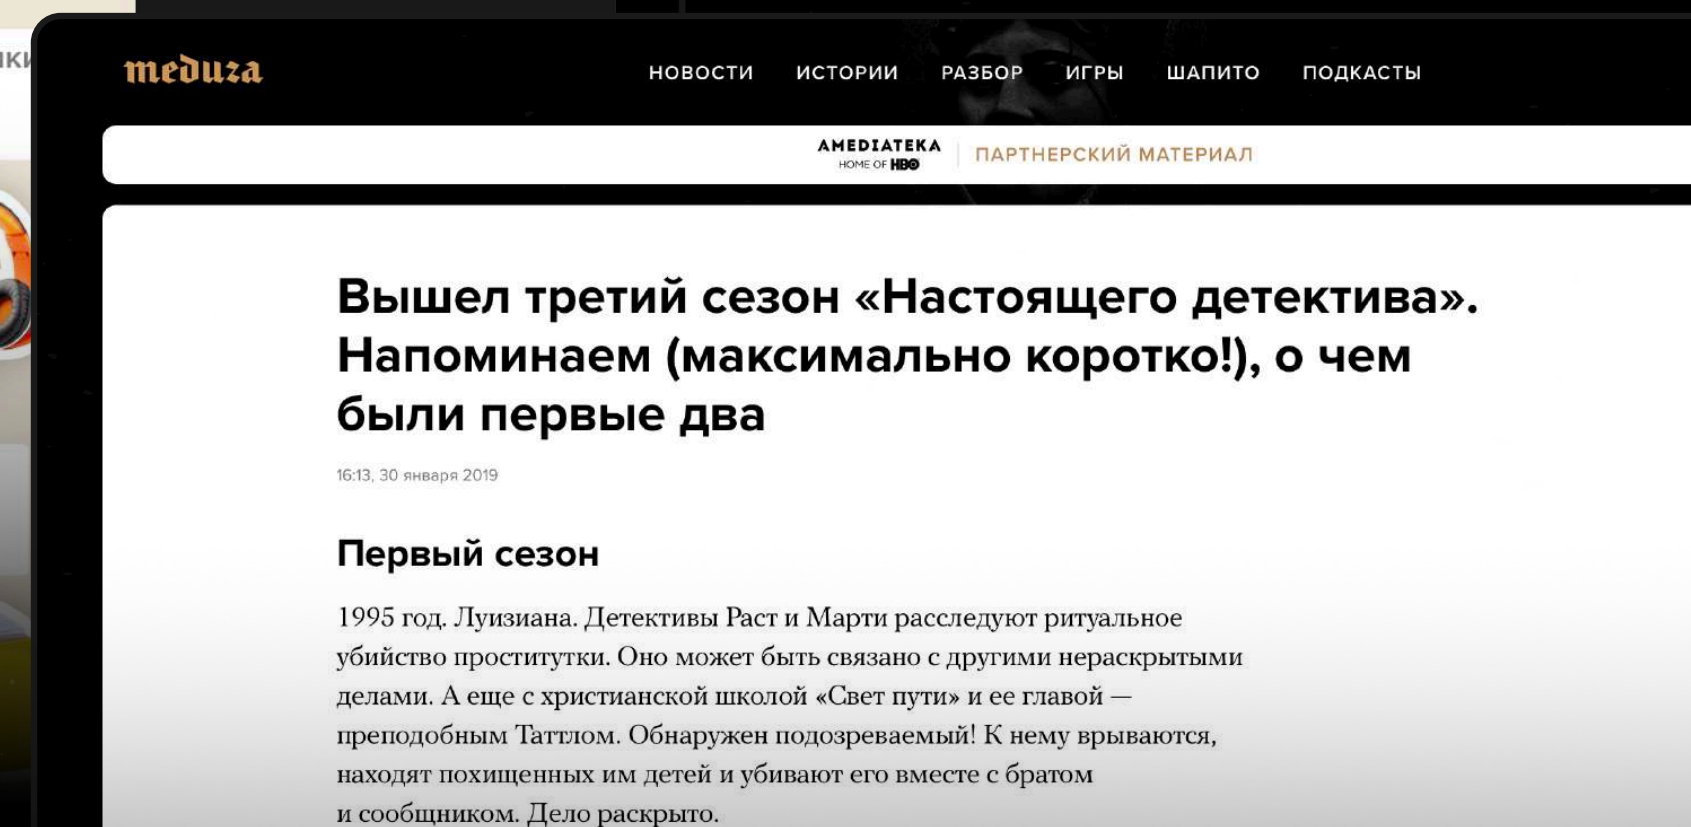 meduza
НОВОСТИ ИСТОРИИ РАЗБОР ИГРЫ ШАПИТО ПОДКАСТЫ
AMEDIATEKA
HOME OF HBO
ПАРТНЕРСКИЙ МАТЕРИАЛ
Вышел третий сезон «Настоящего детектива».
Напоминаем (максимально коротко!), о чем
были первые два
16:13, 30 января 2019
Первый сезон
1995 год. Луизиана. Детективы Раст и Марти расследуют ритуальное
убийство проститутки. Оно может быть связано с другими нераскрытыми
делами. А еще с христианской школой «Свет пути» и ее главой —
преподобным Таттлом. Обнаружен подозреваемый! К нему врываются,
находят похищенных им детей и убивают его вместе с братом
и сообщником. Дело раскрыто.